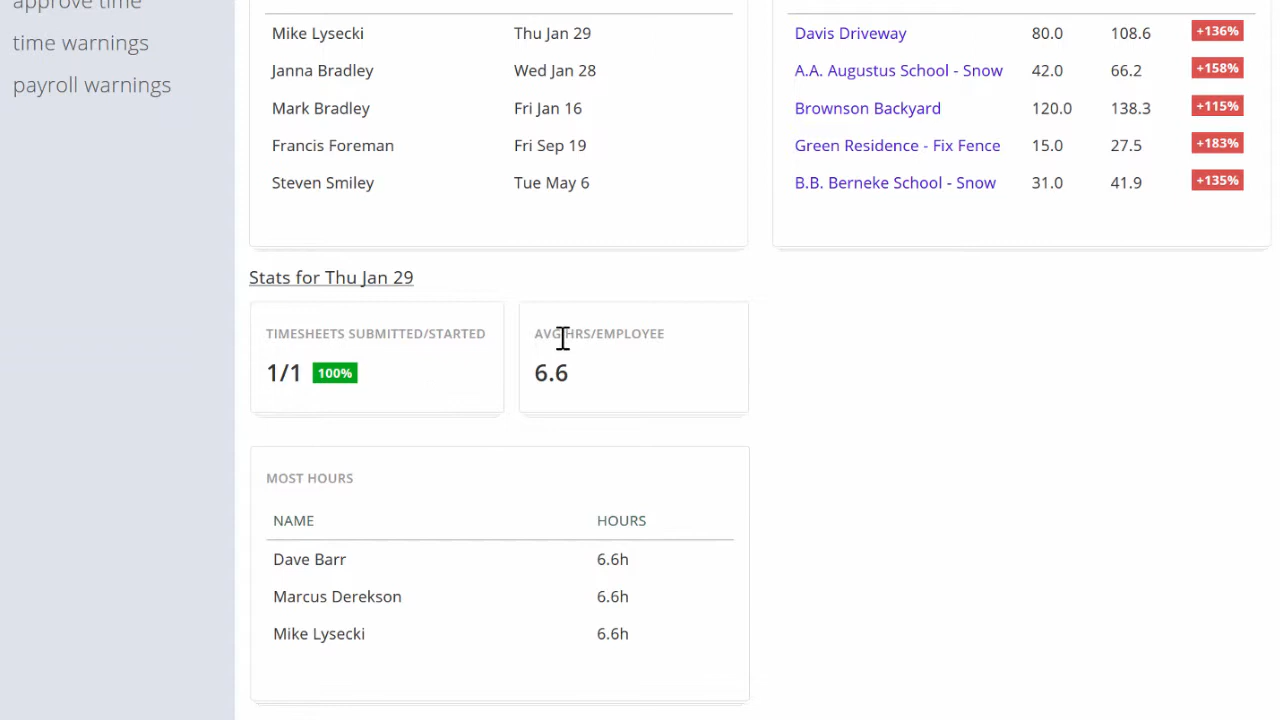 approve time
time warnings
payroll warnings
Mike Lysecki Thu Jan 29
Janna Bradley Wed Jan 28
Mark Bradley Fri Jan 16
Francis Foreman Fri Sep 19
Steven Smiley Tue May 6
Davis Driveway 80.0 108.6 +136%
A.A. Augustus School - Snow 42.0 66.2 +158%
Brownson Backyard 120.0 138.3 +115%
Green Residence - Fix Fence 15.0 27.5 +183%
B.B. Berneke School - Snow 31.0 41.9 +135%
Stats for Thu Jan 29
TIMESHEETS SUBMITTED/STARTED
1/1 100%
AVG HRS/EMPLOYEE
6.6
MOST HOURS
NAME HOURS
Dave Barr 6.6h
Marcus Derekson 6.6h
Mike Lysecki 6.6h